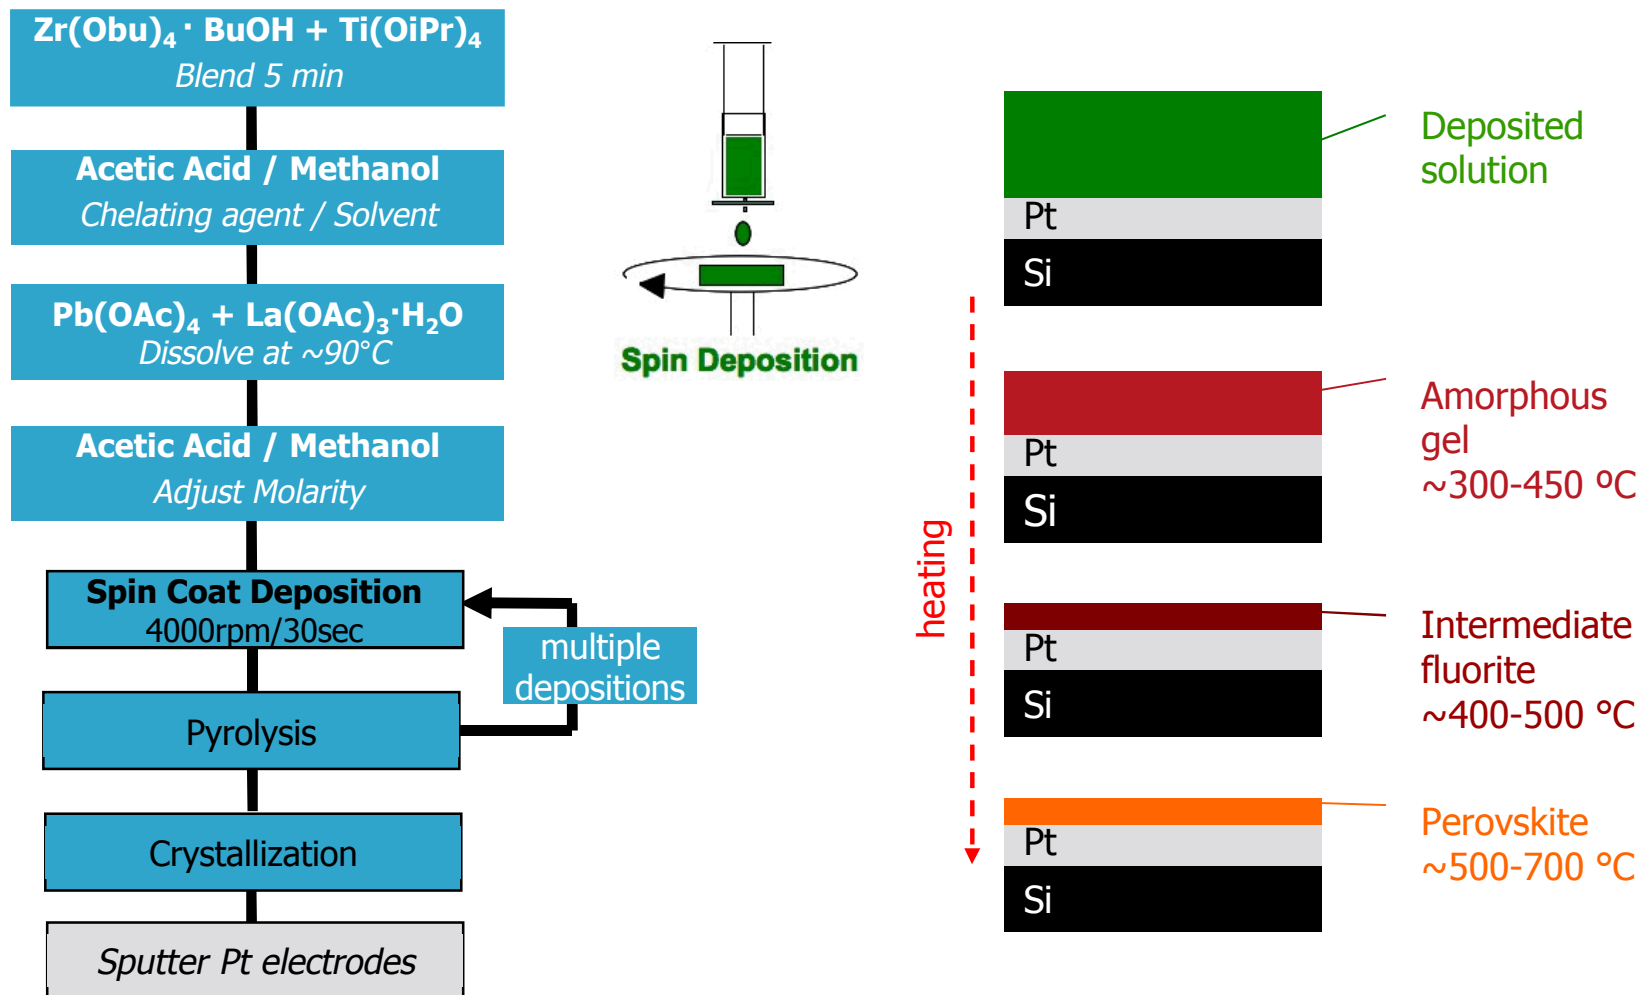 Zr(Obu)₄ · BuOH + Ti(OiPr)₄
Blend 5 min
Acetic Acid / Methanol
Chelating agent / Solvent
Pb(OAc)₄ + La(OAc)₃·H₂O
Dissolve at ~90°C
Acetic Acid / Methanol
Adjust Molarity
Spin Coat Deposition
4000rpm/30sec
multiple
depositions
Pyrolysis
Crystallization
Sputter Pt electrodes
Spin Deposition
heating
Deposited
solution
Pt
Si
Amorphous
gel
~300-450 ºC
Pt
Si
Intermediate
fluorite
~400-500 °C
Pt
Si
Perovskite
~500-700 °C
Pt
Si